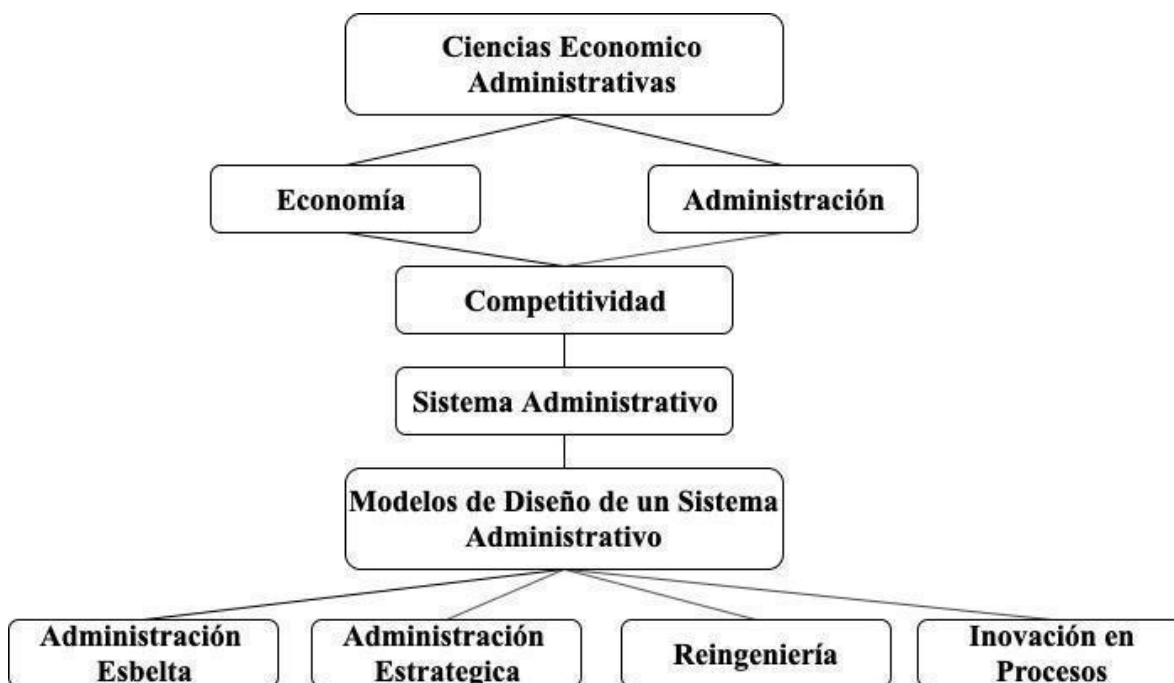 Ciencias Economico
Administrativas
Economía
Administración
Competitividad
Sistema Administrativo
Modelos de Diseño de un Sistema
Administrativo
Administración
Esbelta
Administración
Estrategica
Reingeniería
Inovación en
Procesos